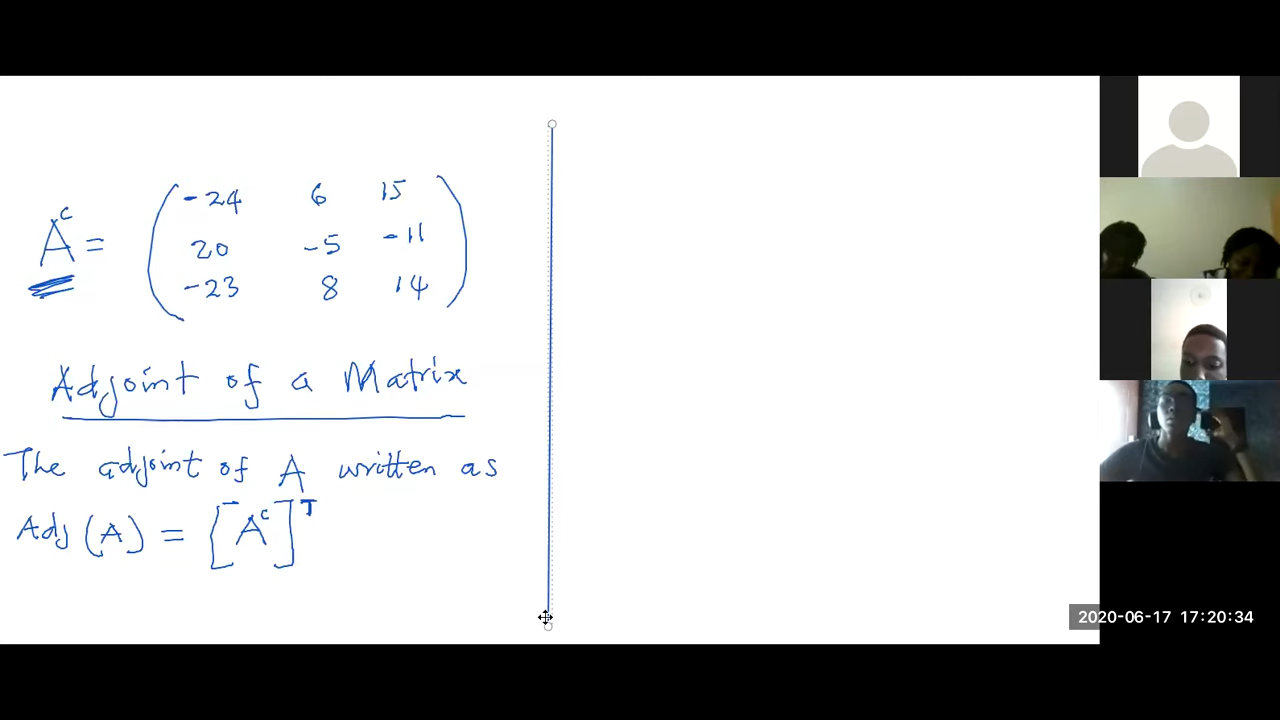 A^c = ( -24 6 15
20 -5 -11
-23 8 14 )
Adjoint of a Matrix
The adjoint of A written as
Adj (A) = [A^c]^T
2020-06-17 17:20:34